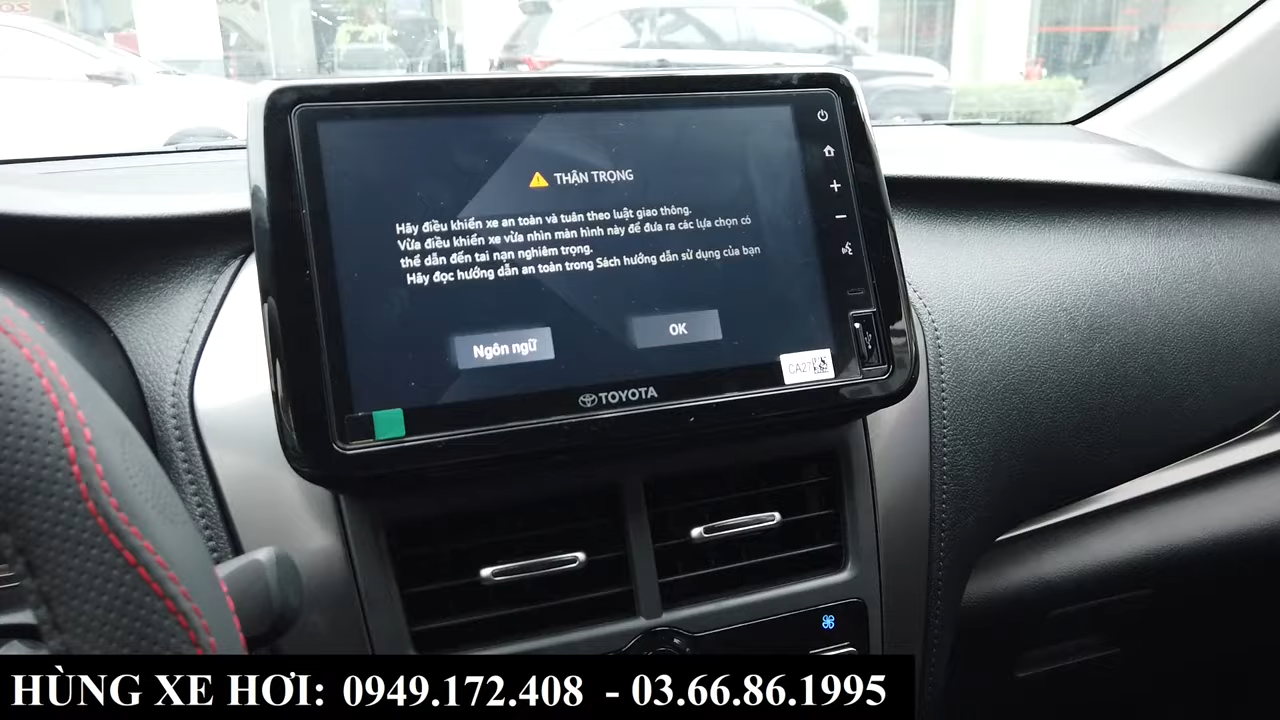 THẬN TRỌNG
Hãy điều khiển xe an toàn và tuân theo luật giao thông.
Vừa điều khiển xe vừa nhìn màn hình này để đưa ra các lựa chọn có
thể dẫn đến tai nạn nghiêm trọng.
Hãy đọc hướng dẫn an toàn trong Sách hướng dẫn sử dụng của bạn
Ngôn ngữ
OK
CA27
TOYOTA
HÙNG XE HƠI: 0949.172.408 - 03.66.86.1995